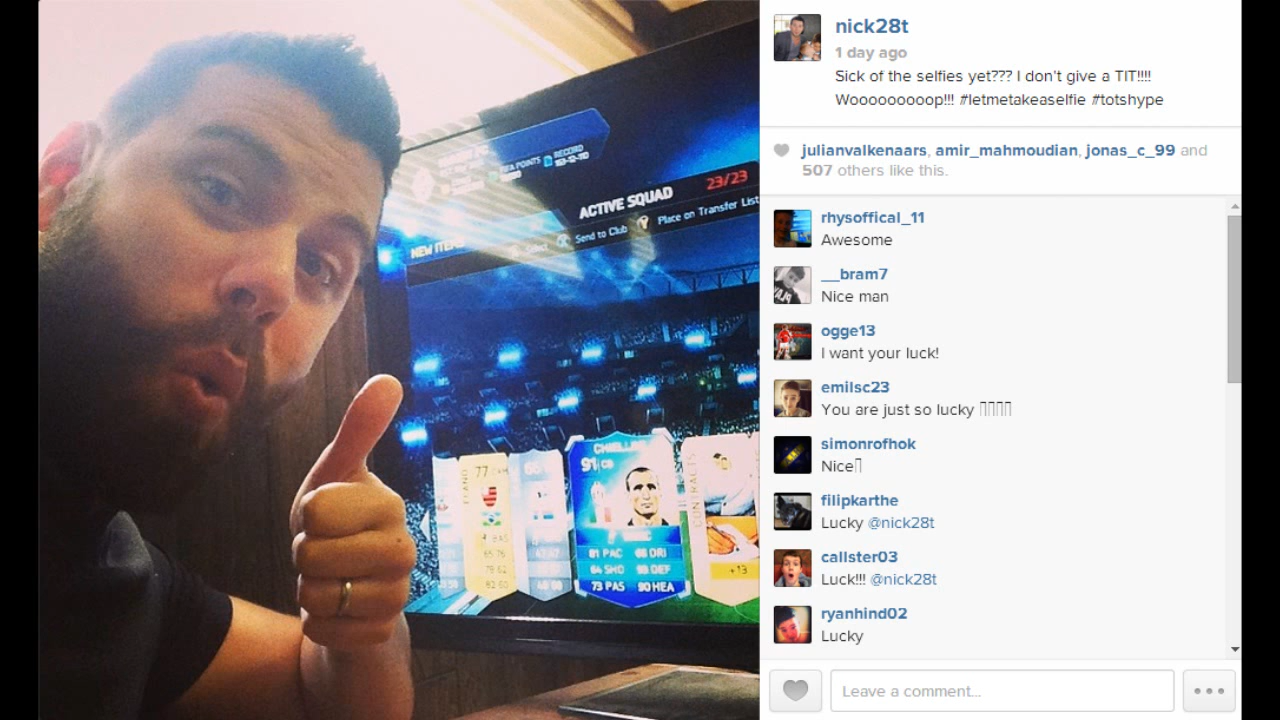 nick28t
1 day ago
Sick of the selfies yet??? I don't give a TIT!!!!
Wooooooooop!!! #letmetakeaselfie #totshype
julianvalkenaars, amir_mahmoudian, jonas_c_99 and
507 others like this.
rhysoffical_11
Awesome
__bram7
Nice man
ogge13
I want your luck!
emilsc23
You are just so lucky
simonrofhok
Nice
filipkarthe
Lucky @nick28t
callster03
Luck!!! @nick28t
ryanhind02
Lucky
Leave a comment...
POINTS
RECORD
ACTIVE SQUAD 23/23
Send to Club Place on Transfer List
NEW ITEMS
77
91 CB
81 PAC 68 DRI
64 SHO 93 DEF
73 PAS 90 HEA
CONTRACTS
+13